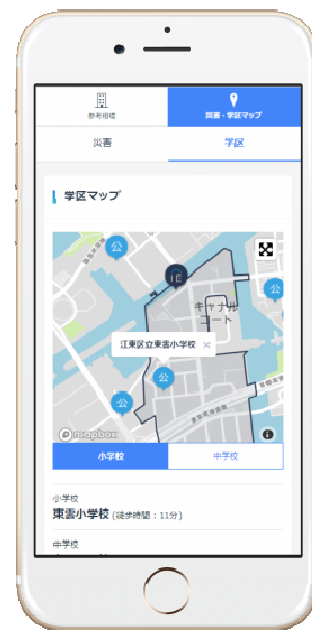 参考相場
災害・学区マップ
災害
学区
学区マップ
公
公
キャナル
コート
江東区立東雲小学校
公
公
mapbox
小学校
中学校
小学校
東雲小学校 (徒歩時間：11分)
中学校